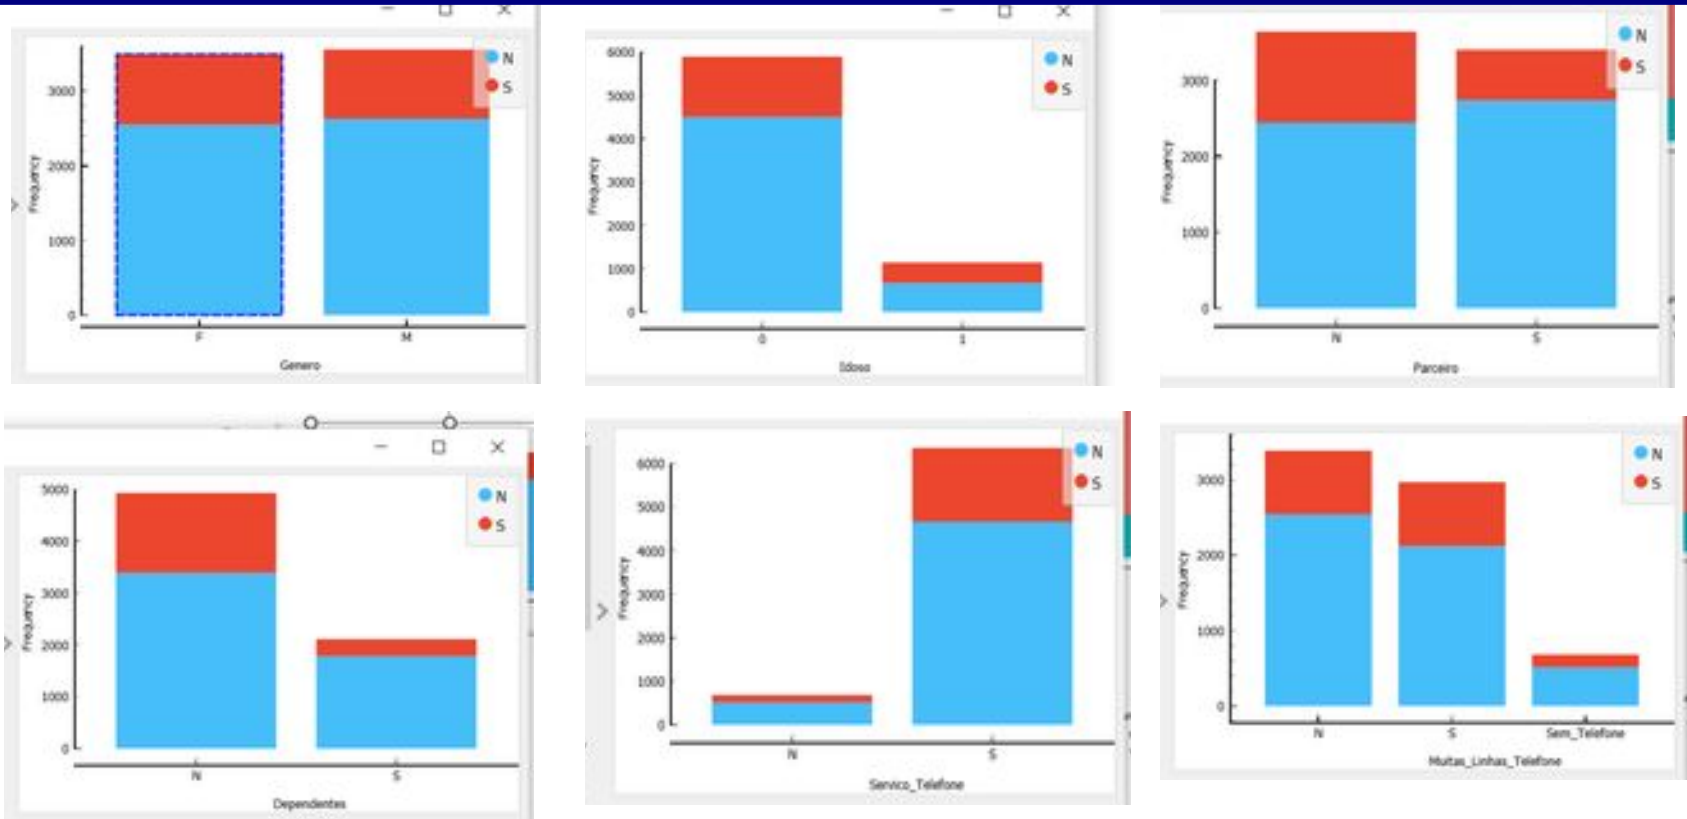 N
S
3000
2000
1000
0
Frequency
F
M
Genero
N
S
6000
5000
4000
3000
2000
1000
0
Frequency
0
1
Idoso
N
S
3000
2000
1000
0
Frequency
N
S
Parceiro
N
S
5000
4000
3000
2000
1000
0
Frequency
N
S
Dependentes
N
S
6000
5000
4000
3000
2000
1000
0
Frequency
N
S
Servico_Telefone
N
S
3000
2000
1000
0
Frequency
N
S
Sem_Telefone
Muitas_Linhas_Telefone